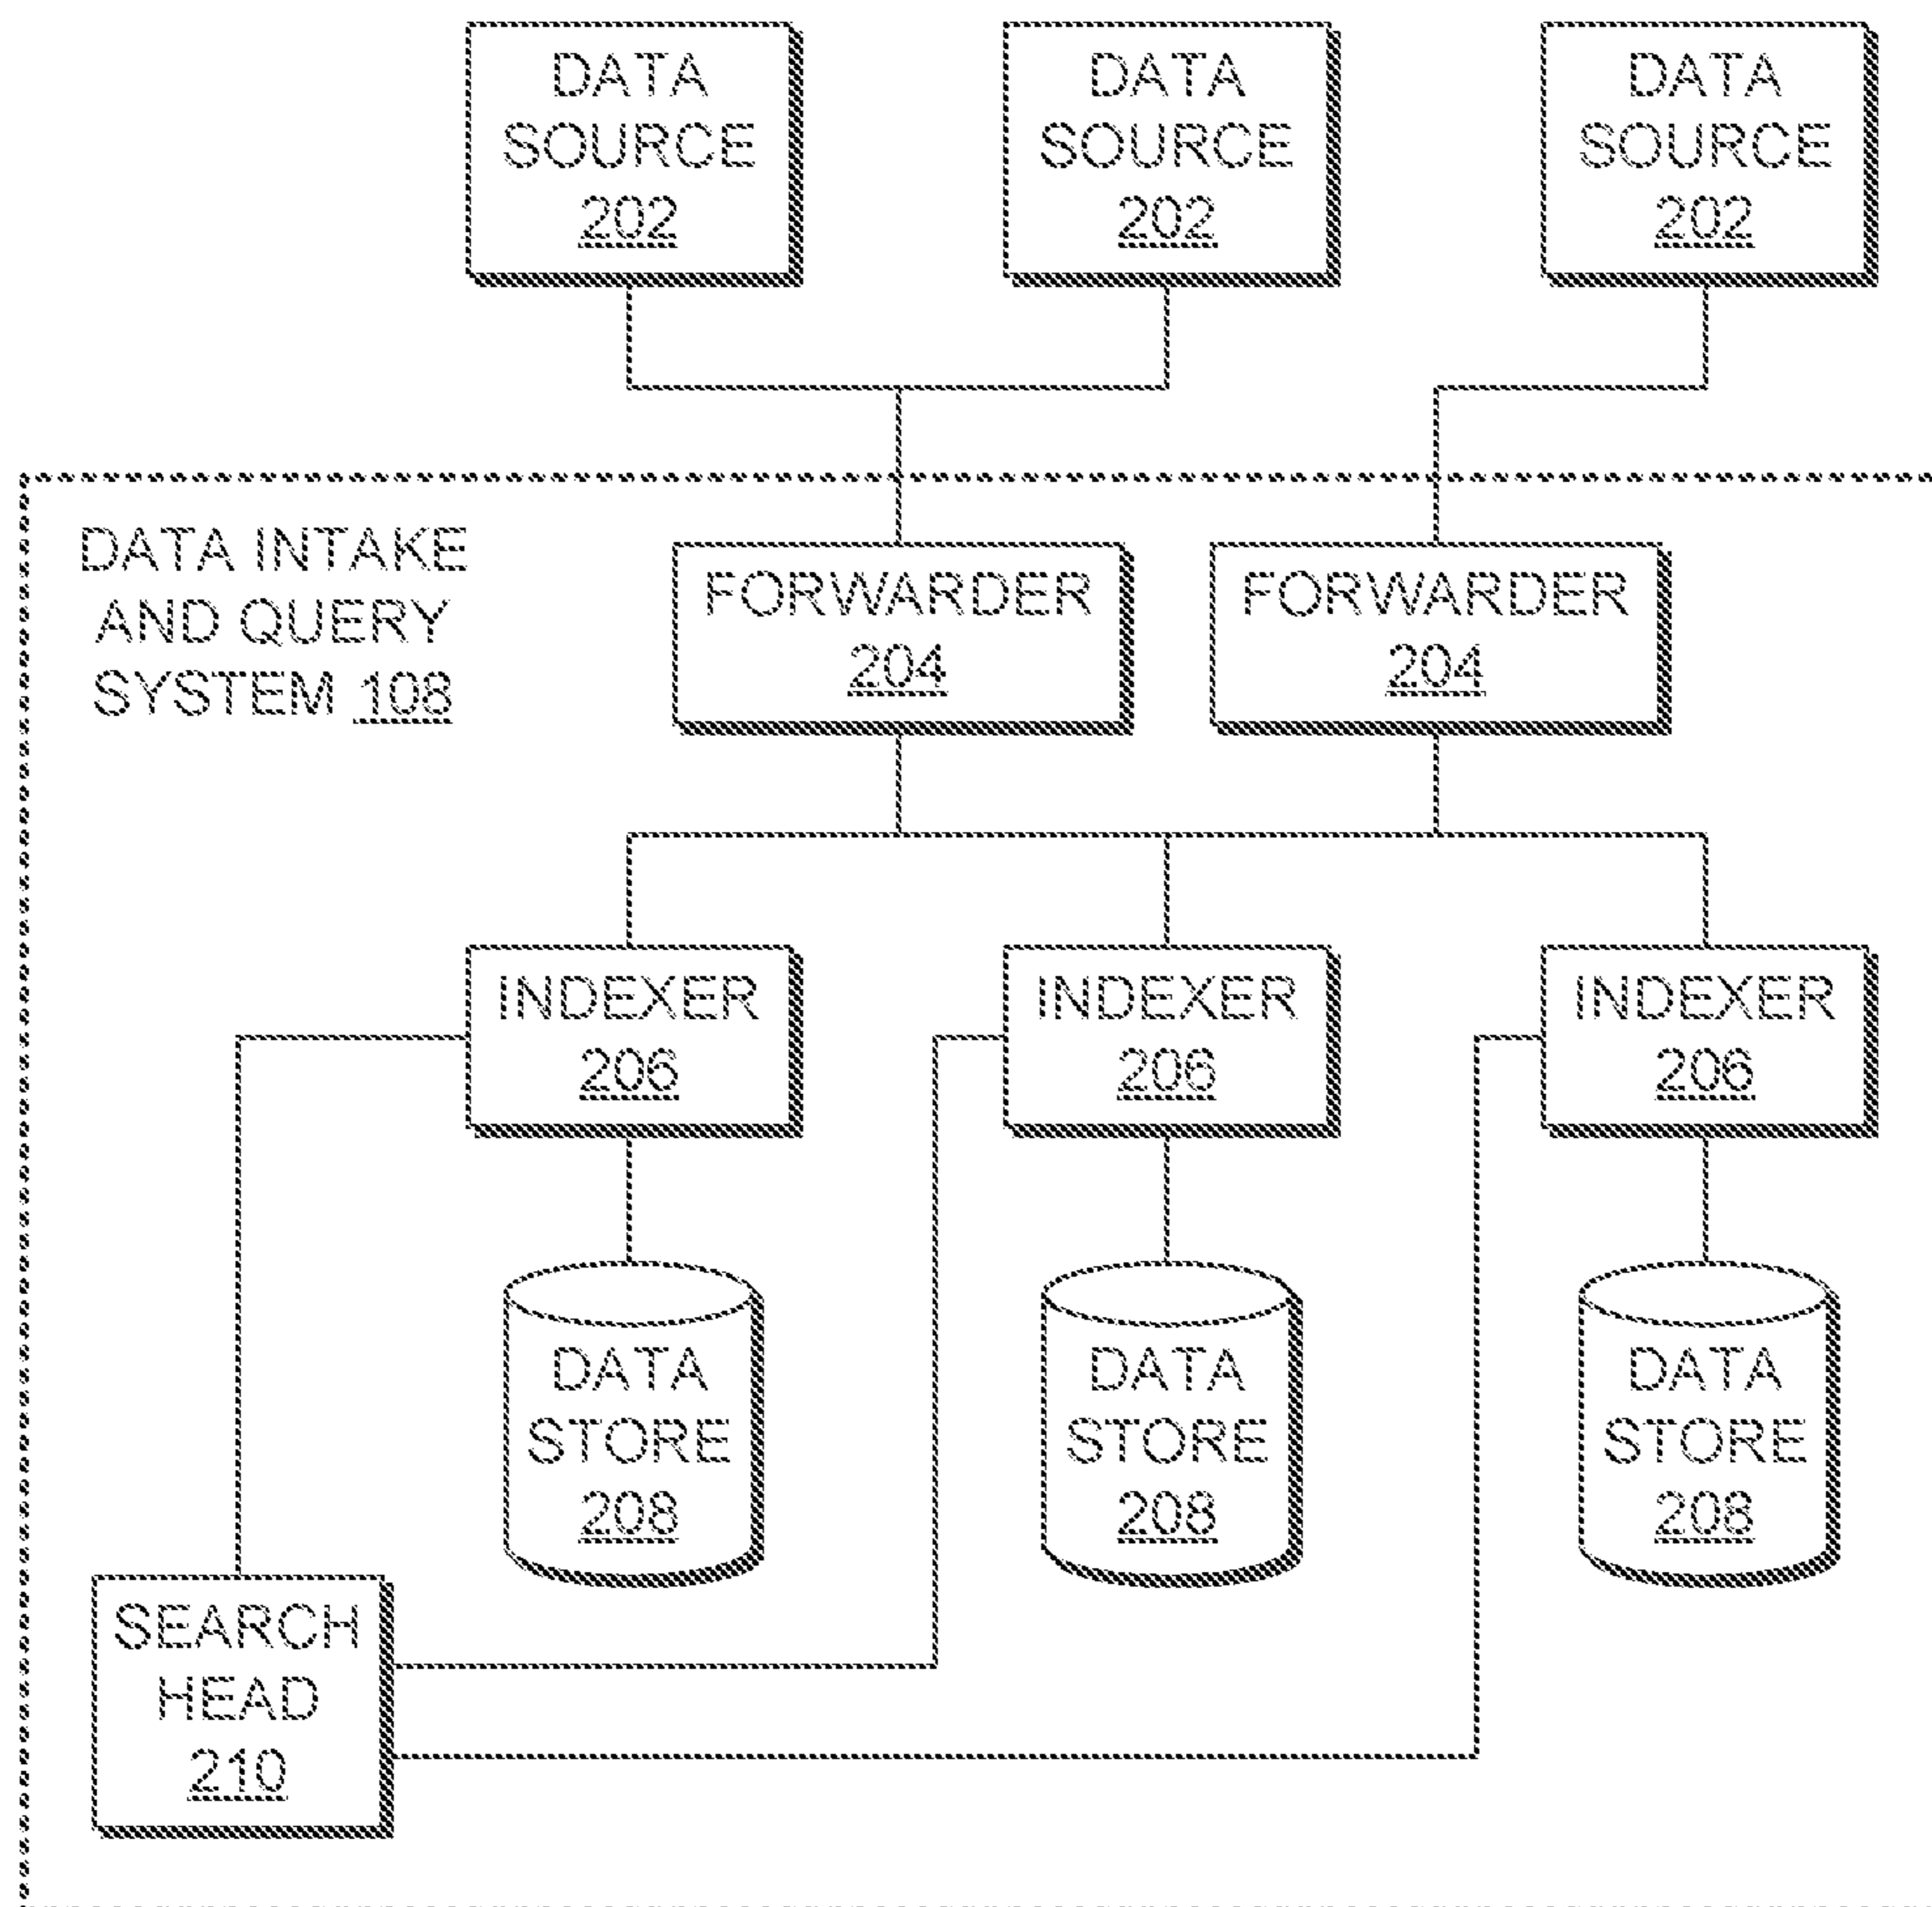 DATA
SOURCE
202
DATA
SOURCE
202
DATA
SOURCE
202
DATA INTAKE
AND QUERY
SYSTEM 108
FORWARDER
204
FORWARDER
204
INDEXER
206
INDEXER
206
INDEXER
206
DATA
STORE
208
DATA
STORE
208
DATA
STORE
208
SEARCH
HEAD
210